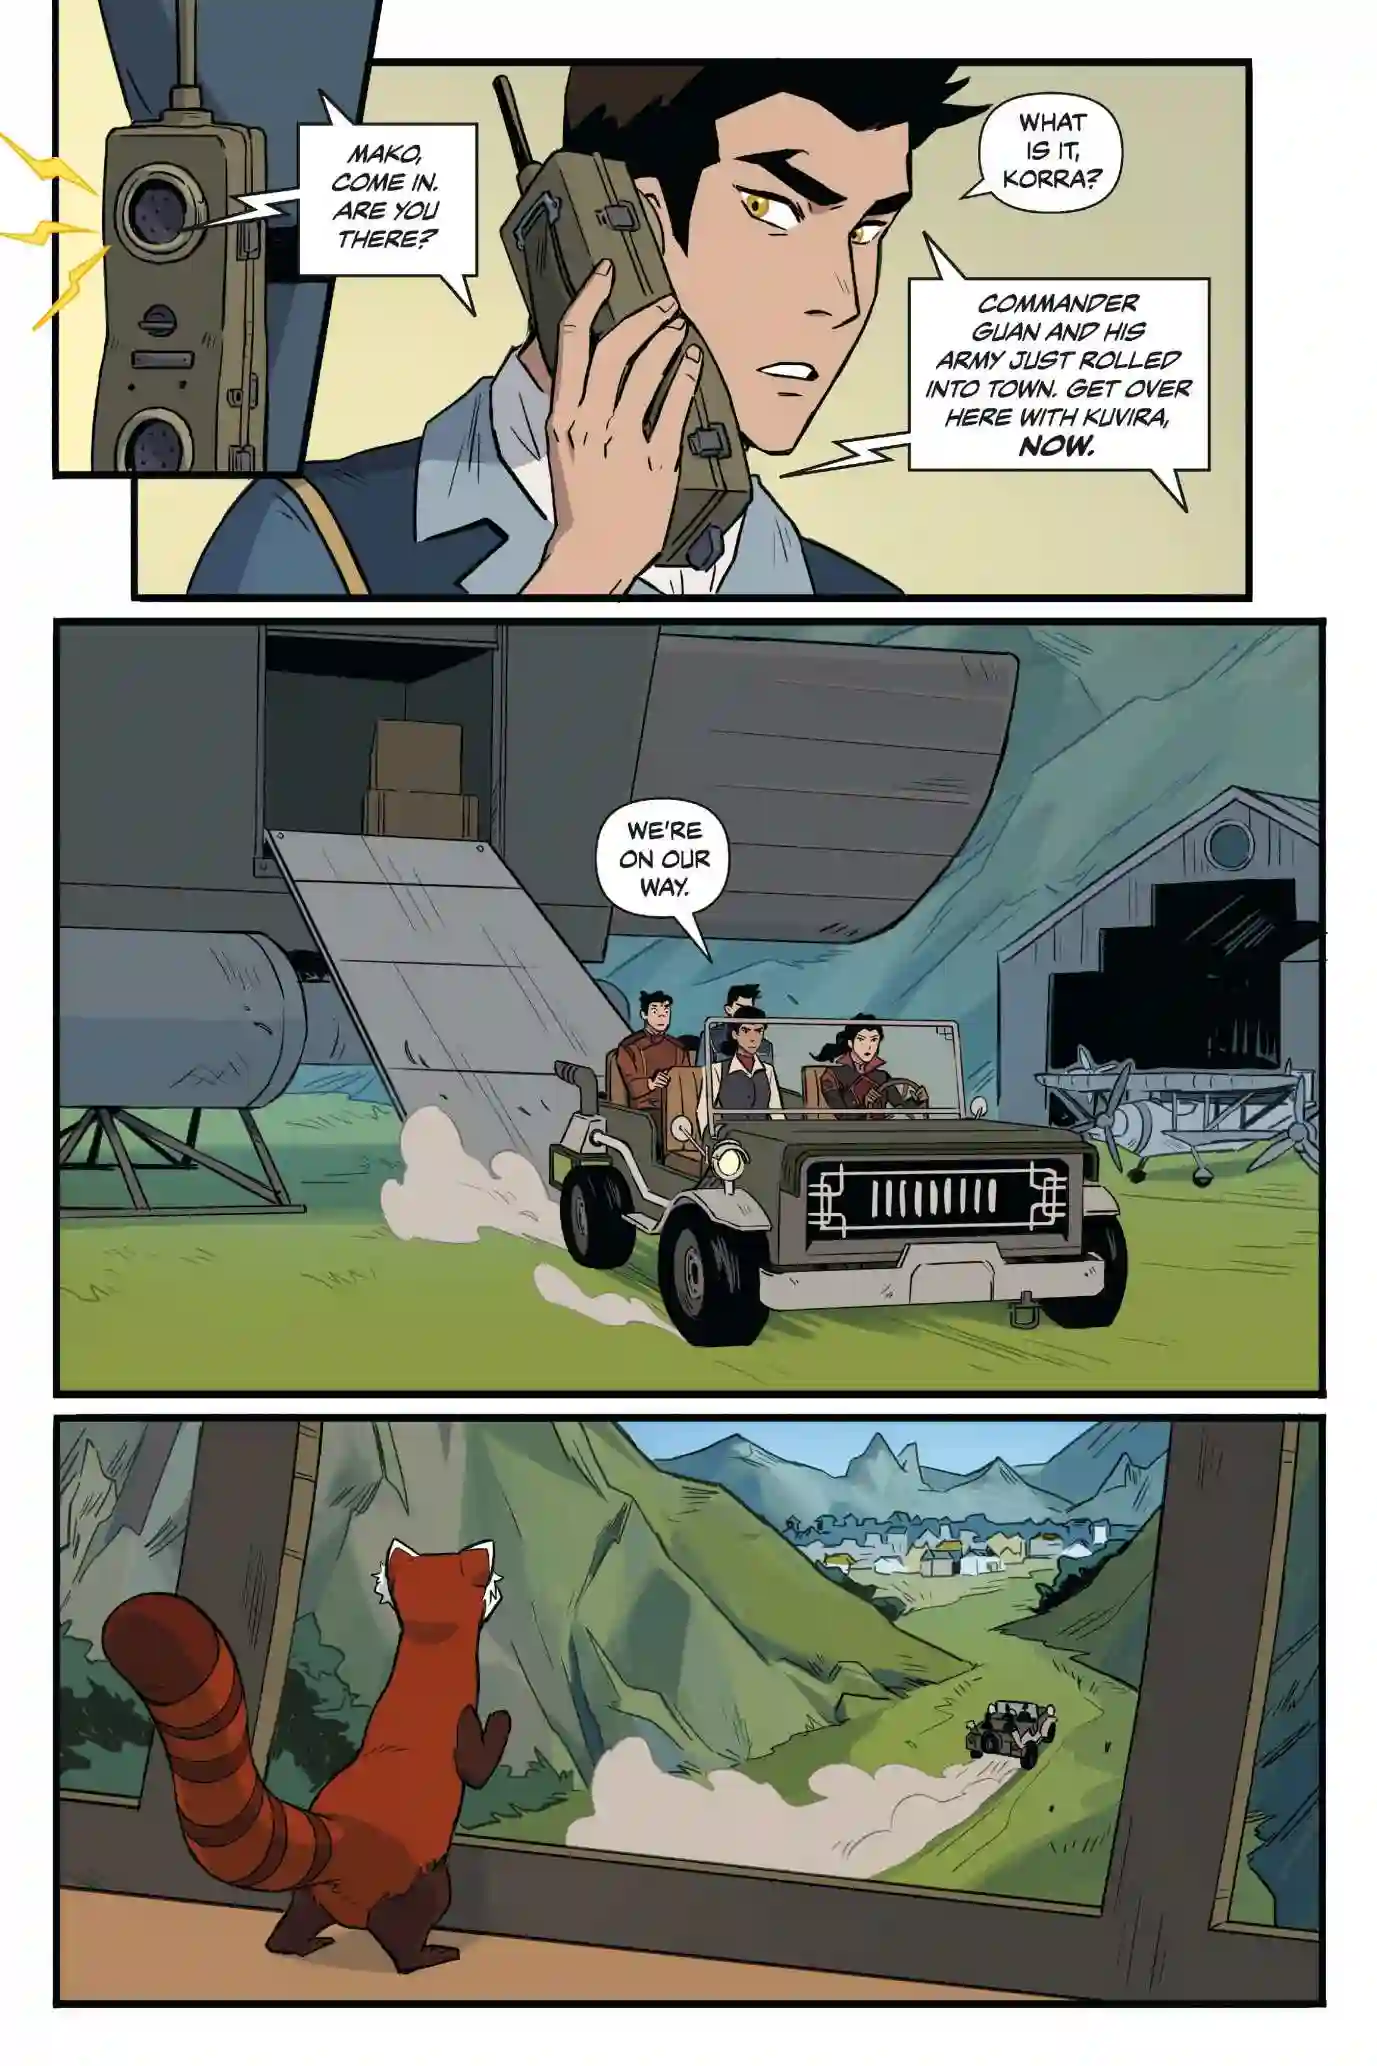 MAKO,
COME IN.
ARE YOU
THERE?
WHAT
IS IT,
KORRA?
COMMANDER
GUAN AND HIS
ARMY JUST ROLLED
INTO TOWN. GET OVER
HERE WITH KUVIRA,
NOW.
WE'RE
ON OUR
WAY.